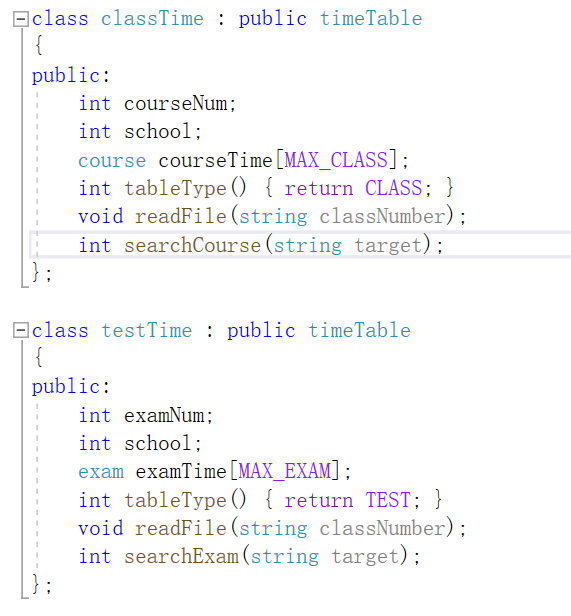 class classTime : public timeTable
{
public:
    int courseNum;
    int school;
    course courseTime[MAX_CLASS];
    int tableType() { return CLASS; }
    void readFile(string classNumber);
    int searchCourse(string target);
};

class testTime : public timeTable
{
public:
    int examNum;
    int school;
    exam examTime[MAX_EXAM];
    int tableType() { return TEST; }
    void readFile(string classNumber);
    int searchExam(string target);
};